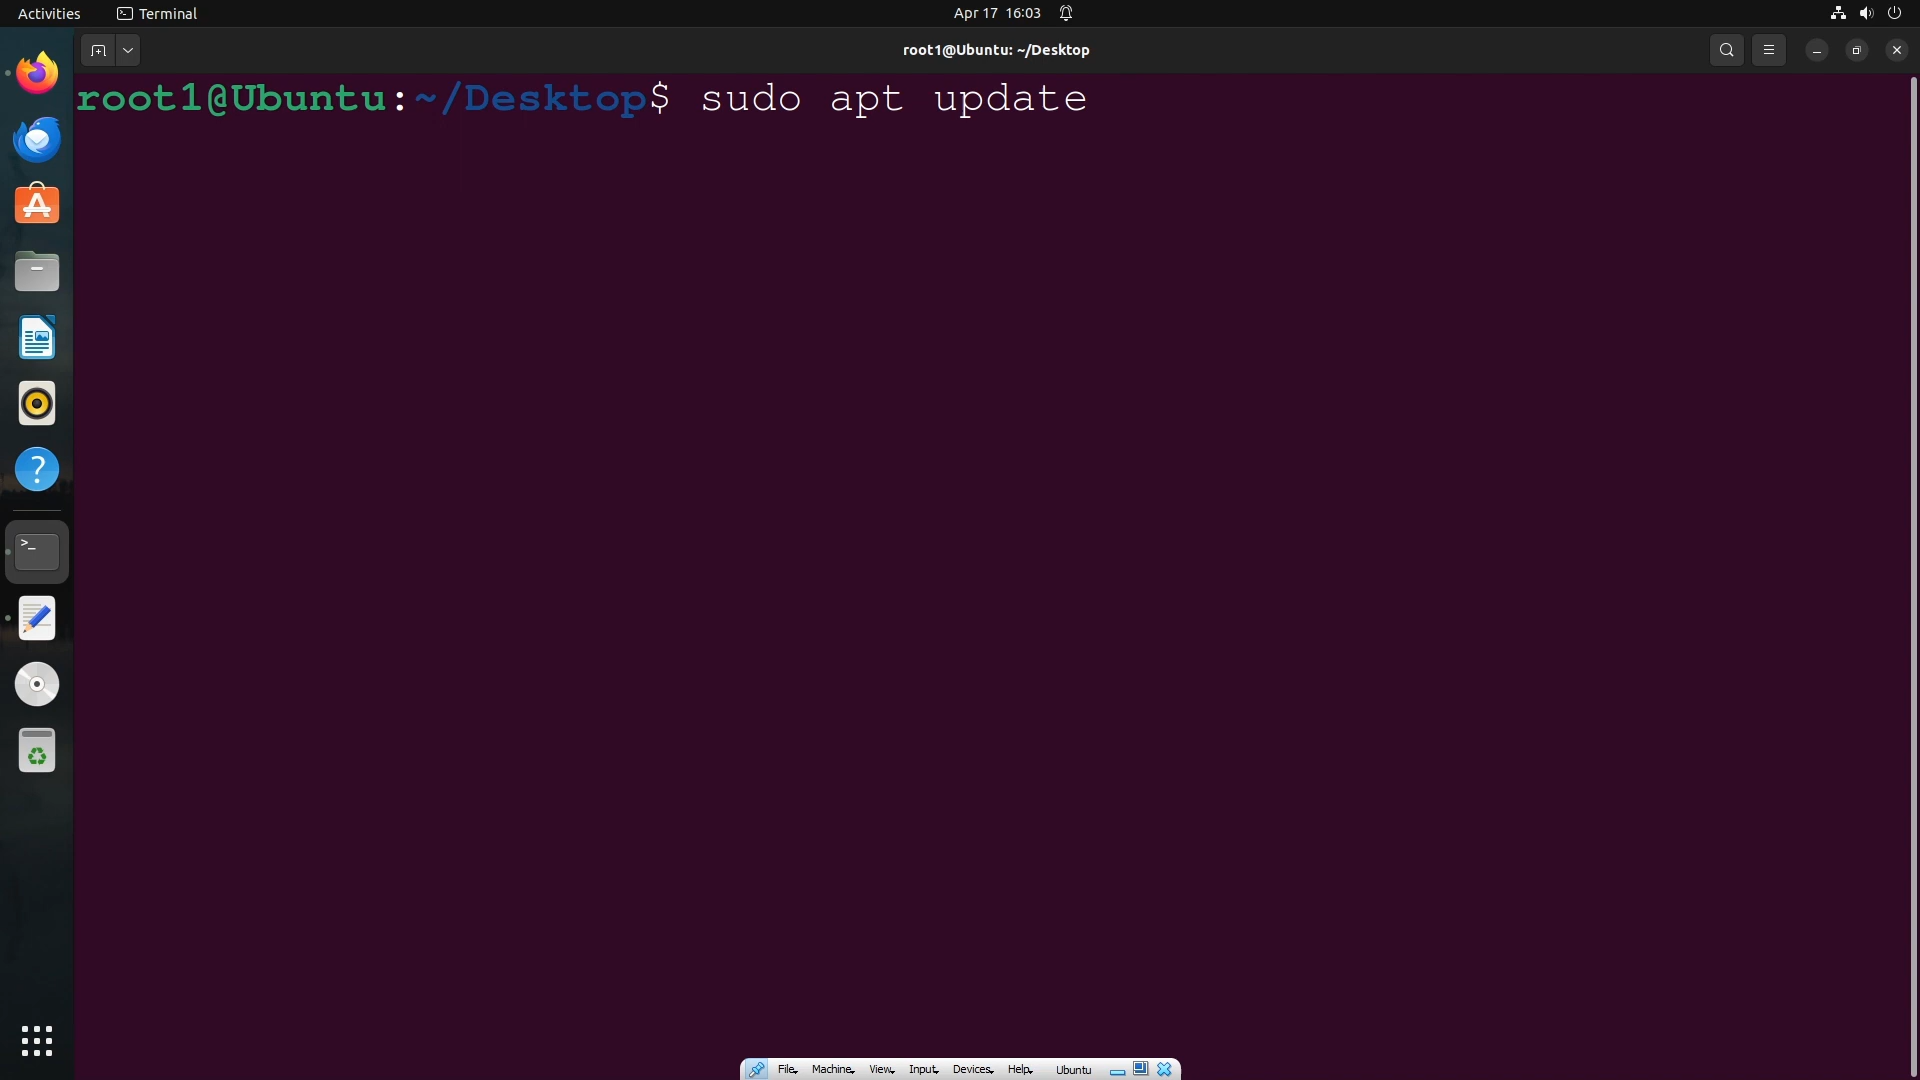 Activities Terminal Apr 17 16:03
root1@Ubuntu: ~/Desktop
root1@Ubuntu:~/Desktop$ sudo apt update
File Machine View Input Devices Help Ubuntu